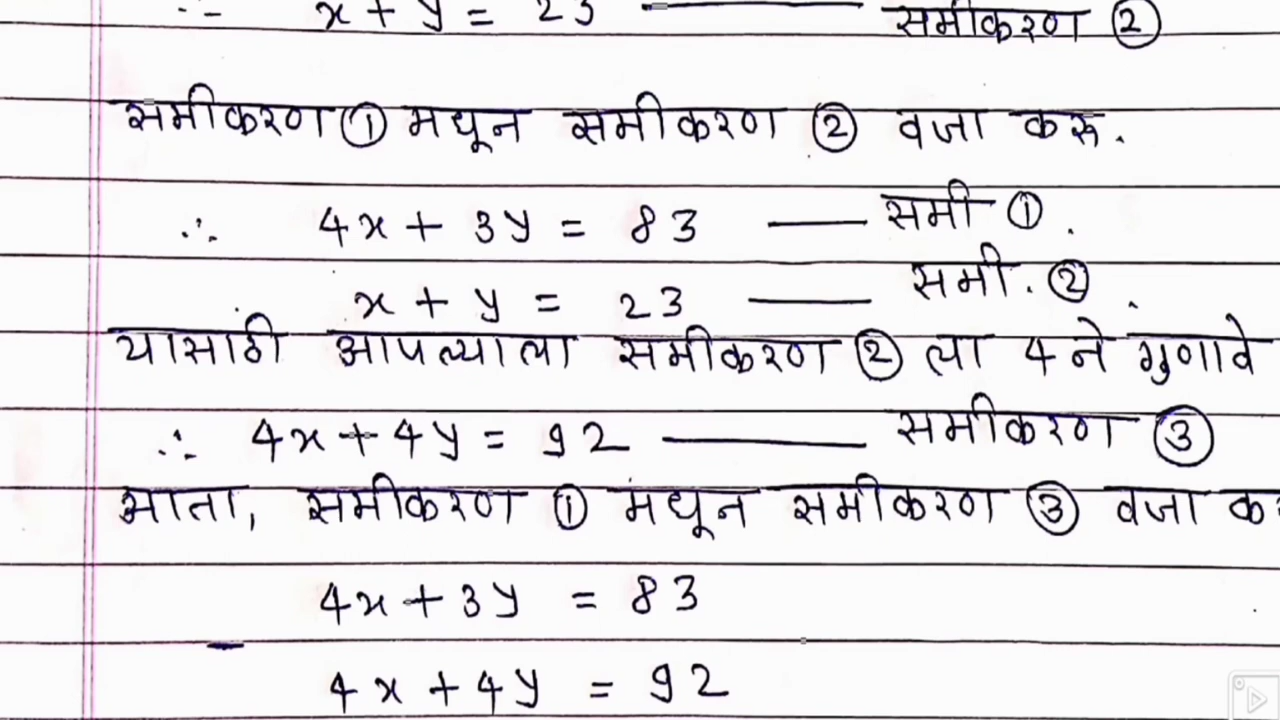 ∴ x + y = 23 —— समीकरण ②
समीकरण ① मधून समीकरण ② वजा करू.
∴ 4x + 3y = 83 —— समी ①.
x + y = 23 —— समी. ②.
यासाठी आपल्याला समीकरण ② ला 4 ने गुणावे
∴ 4x + 4y = 92 —— समीकरण ③
आता, समीकरण ① मधून समीकरण ③ वजा क
4x + 3y = 83
–
4x + 4y = 92